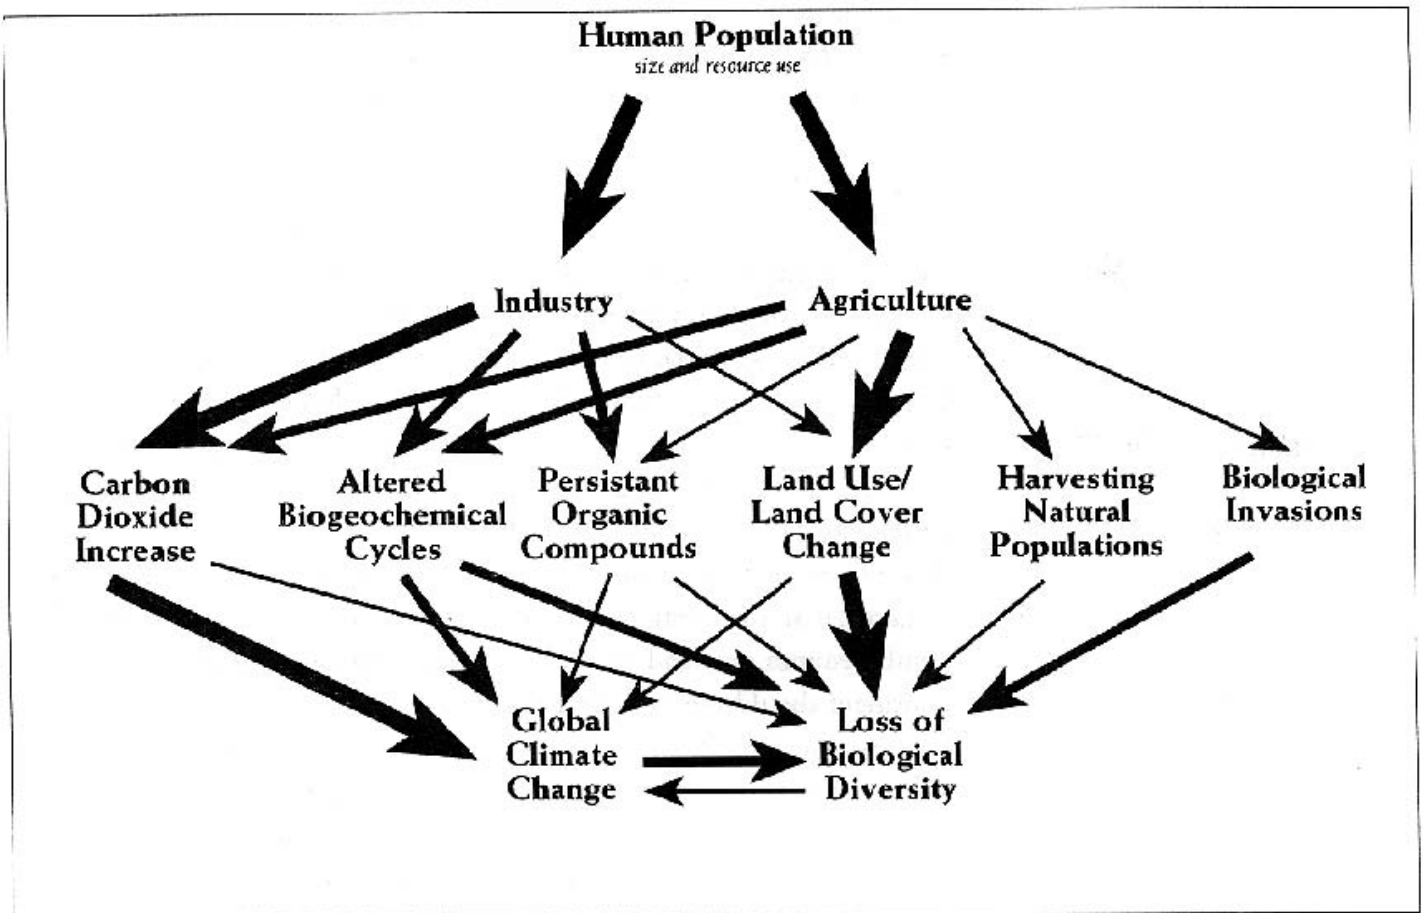 Human Population
size and resource use
Industry
Agriculture
Carbon
Dioxide
Increase
Altered
Biogeochemical
Cycles
Persistant
Organic
Compounds
Land Use/
Land Cover
Change
Harvesting
Natural
Populations
Biological
Invasions
Global
Climate
Change
Loss of
Biological
Diversity